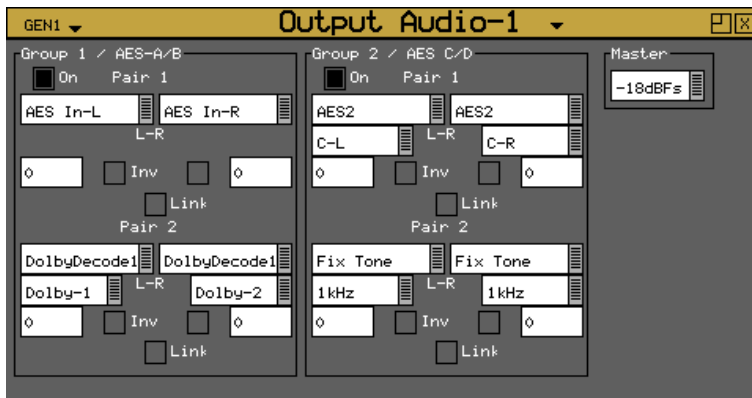 GEN1 Output Audio-1
Group 1 / AES-A/B
On Pair 1
AES In-L AES In-R
L-R
0 Inv 0
Link
Pair 2
DolbyDecode1 DolbyDecode1
Dolby-1 L-R Dolby-2
0 Inv 0
Link
Group 2 / AES C/D
On Pair 1
AES2 AES2
C-L L-R C-R
0 Inv 0
Link
Pair 2
Fix Tone Fix Tone
1kHz L-R 1kHz
0 Inv 0
Link
Master
-18dBFs